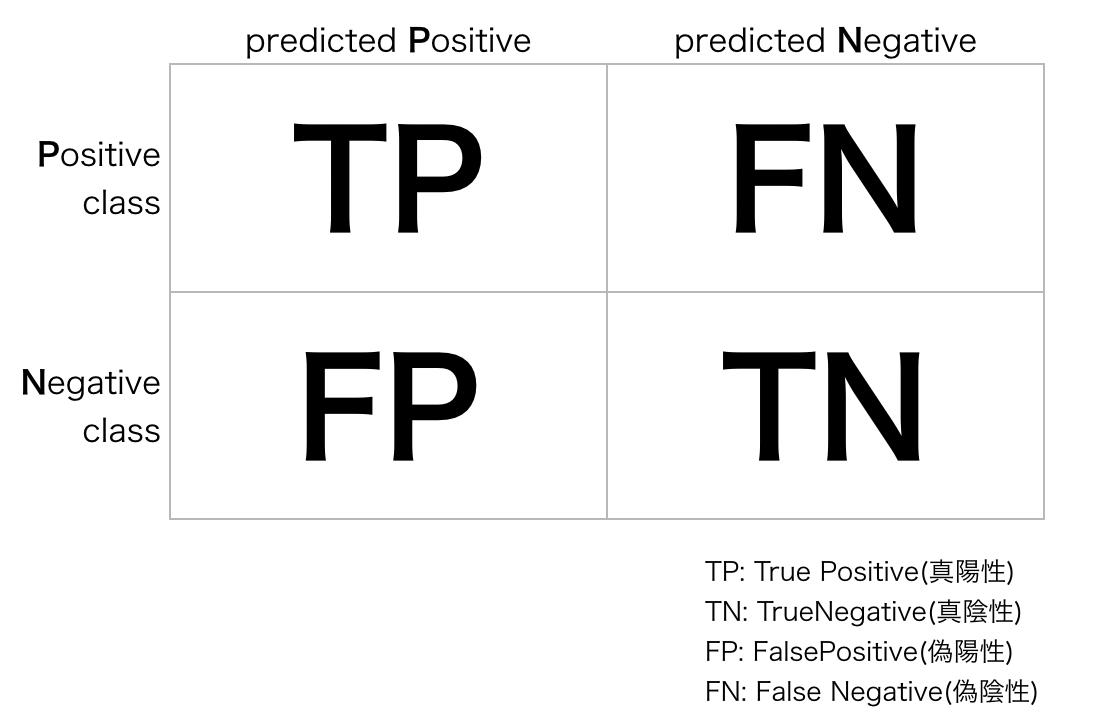 predicted Positive
predicted Negative
Positive
class
TP
FN
Negative
class
FP
TN
TP: True Positive(真陽性)
TN: TrueNegative(真陰性)
FP: FalsePositive(偽陽性)
FN: False Negative(偽陰性)